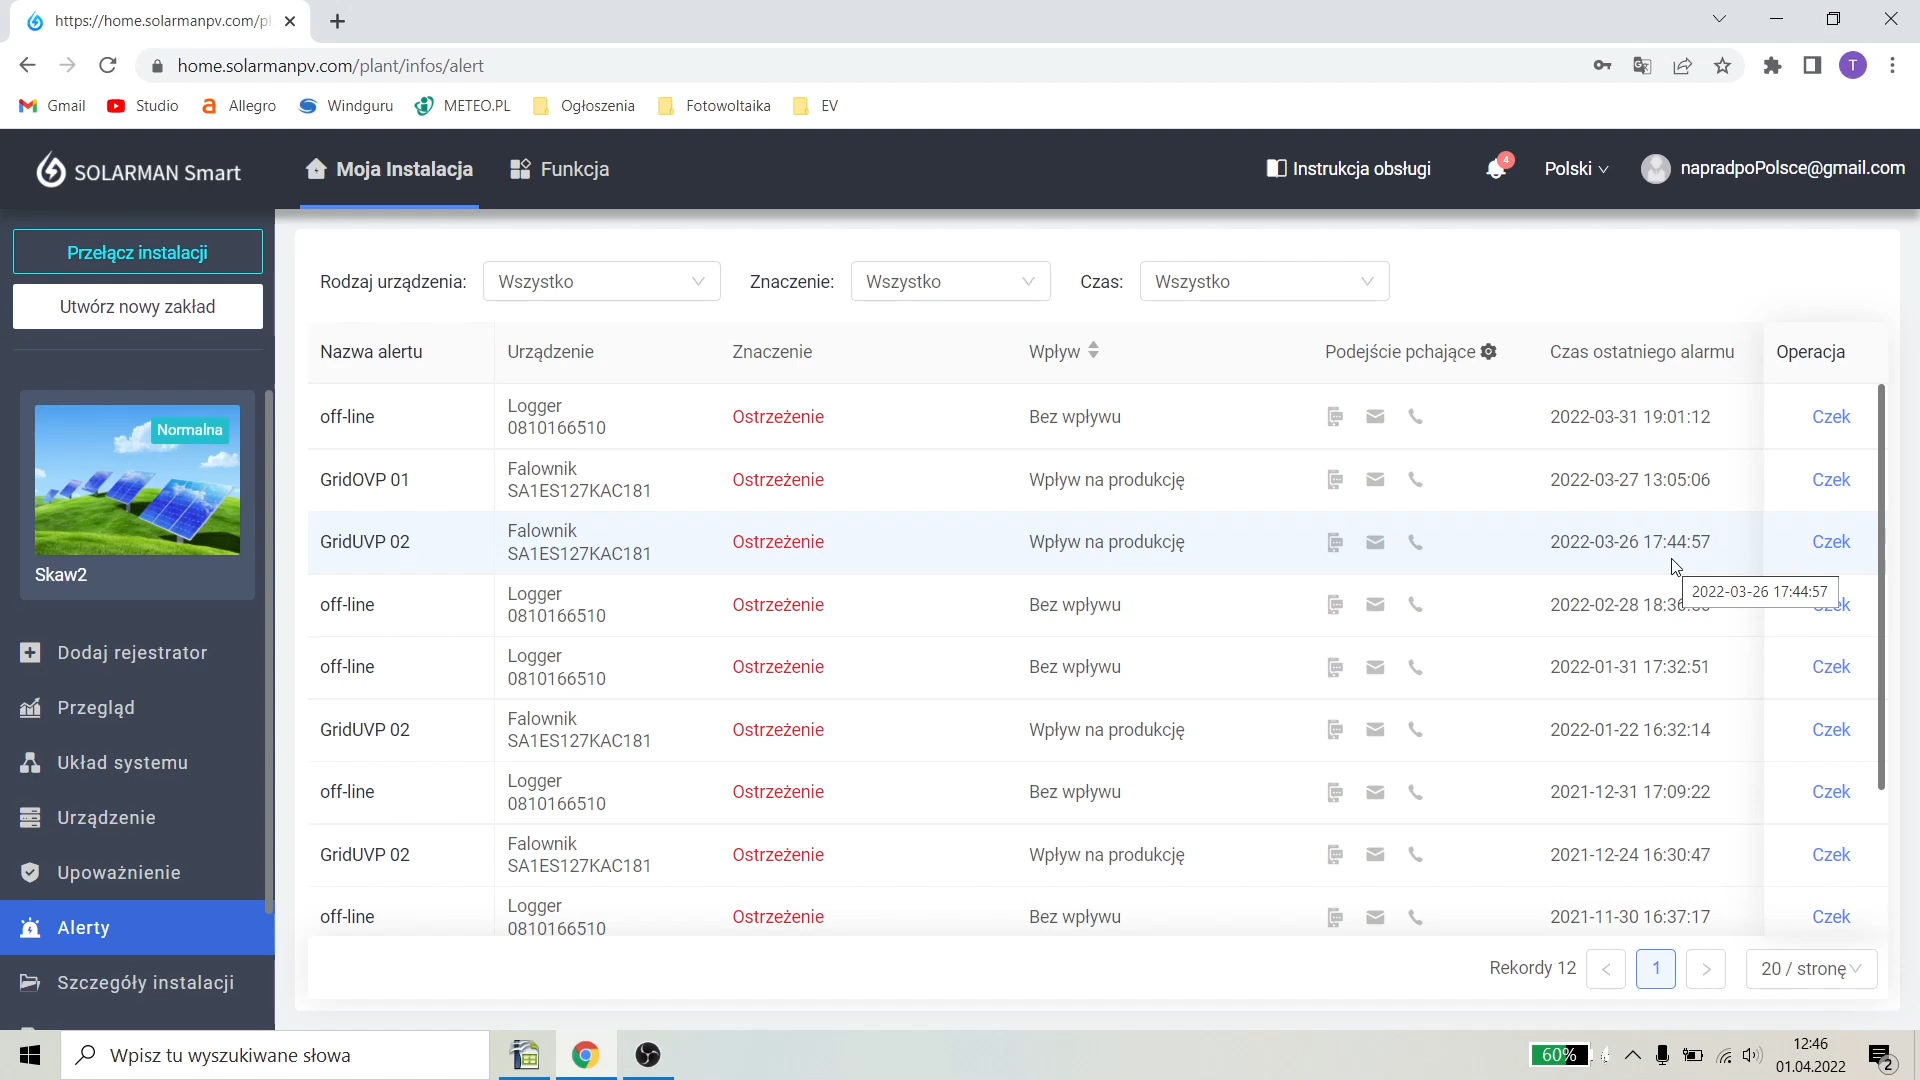 https://home.solarmanpv.com/pl
home.solarmanpv.com/plant/infos/alert
T
Gmail
Studio
Allegro
Windguru
METEO.PL
Ogłoszenia
Fotowoltaika
EV
SOLARMAN Smart
Moja Instalacja
Funkcja
Instrukcja obsługi
4
Polski
napradpoPolsce@gmail.com
Przełącz instalacji
Utwórz nowy zakład
Normalna
Skaw2
Dodaj rejestrator
Przegląd
Układ systemu
Urządzenie
Upoważnienie
Alerty
Szczegóły instalacji
Rodzaj urządzenia: Wszystko
Znaczenie: Wszystko
Czas: Wszystko
Nazwa alertu Urządzenie Znaczenie Wpływ Podejście pchające Czas ostatniego alarmu Operacja
off-line Logger 0810166510 Ostrzeżenie Bez wpływu 2022-03-31 19:01:12 Czek
GridOVP 01 Falownik SA1ES127KAC181 Ostrzeżenie Wpływ na produkcję 2022-03-27 13:05:06 Czek
GridUVP 02 Falownik SA1ES127KAC181 Ostrzeżenie Wpływ na produkcję 2022-03-26 17:44:57 Czek
2022-03-26 17:44:57
off-line Logger 0810166510 Ostrzeżenie Bez wpływu 2022-02-28
off-line Logger 0810166510 Ostrzeżenie Bez wpływu 2022-01-31 17:32:51 Czek
GridUVP 02 Falownik SA1ES127KAC181 Ostrzeżenie Wpływ na produkcję 2022-01-22 16:32:14 Czek
off-line Logger 0810166510 Ostrzeżenie Bez wpływu 2021-12-31 17:09:22 Czek
GridUVP 02 Falownik SA1ES127KAC181 Ostrzeżenie Wpływ na produkcję 2021-12-24 16:30:47 Czek
off-line Logger 0810166510 Ostrzeżenie Bez wpływu 2021-11-30 16:37:17 Czek
Rekordy 12
1
20 / stronę
Wpisz tu wyszukiwane słowa
60%
12:46
01.04.2022
2